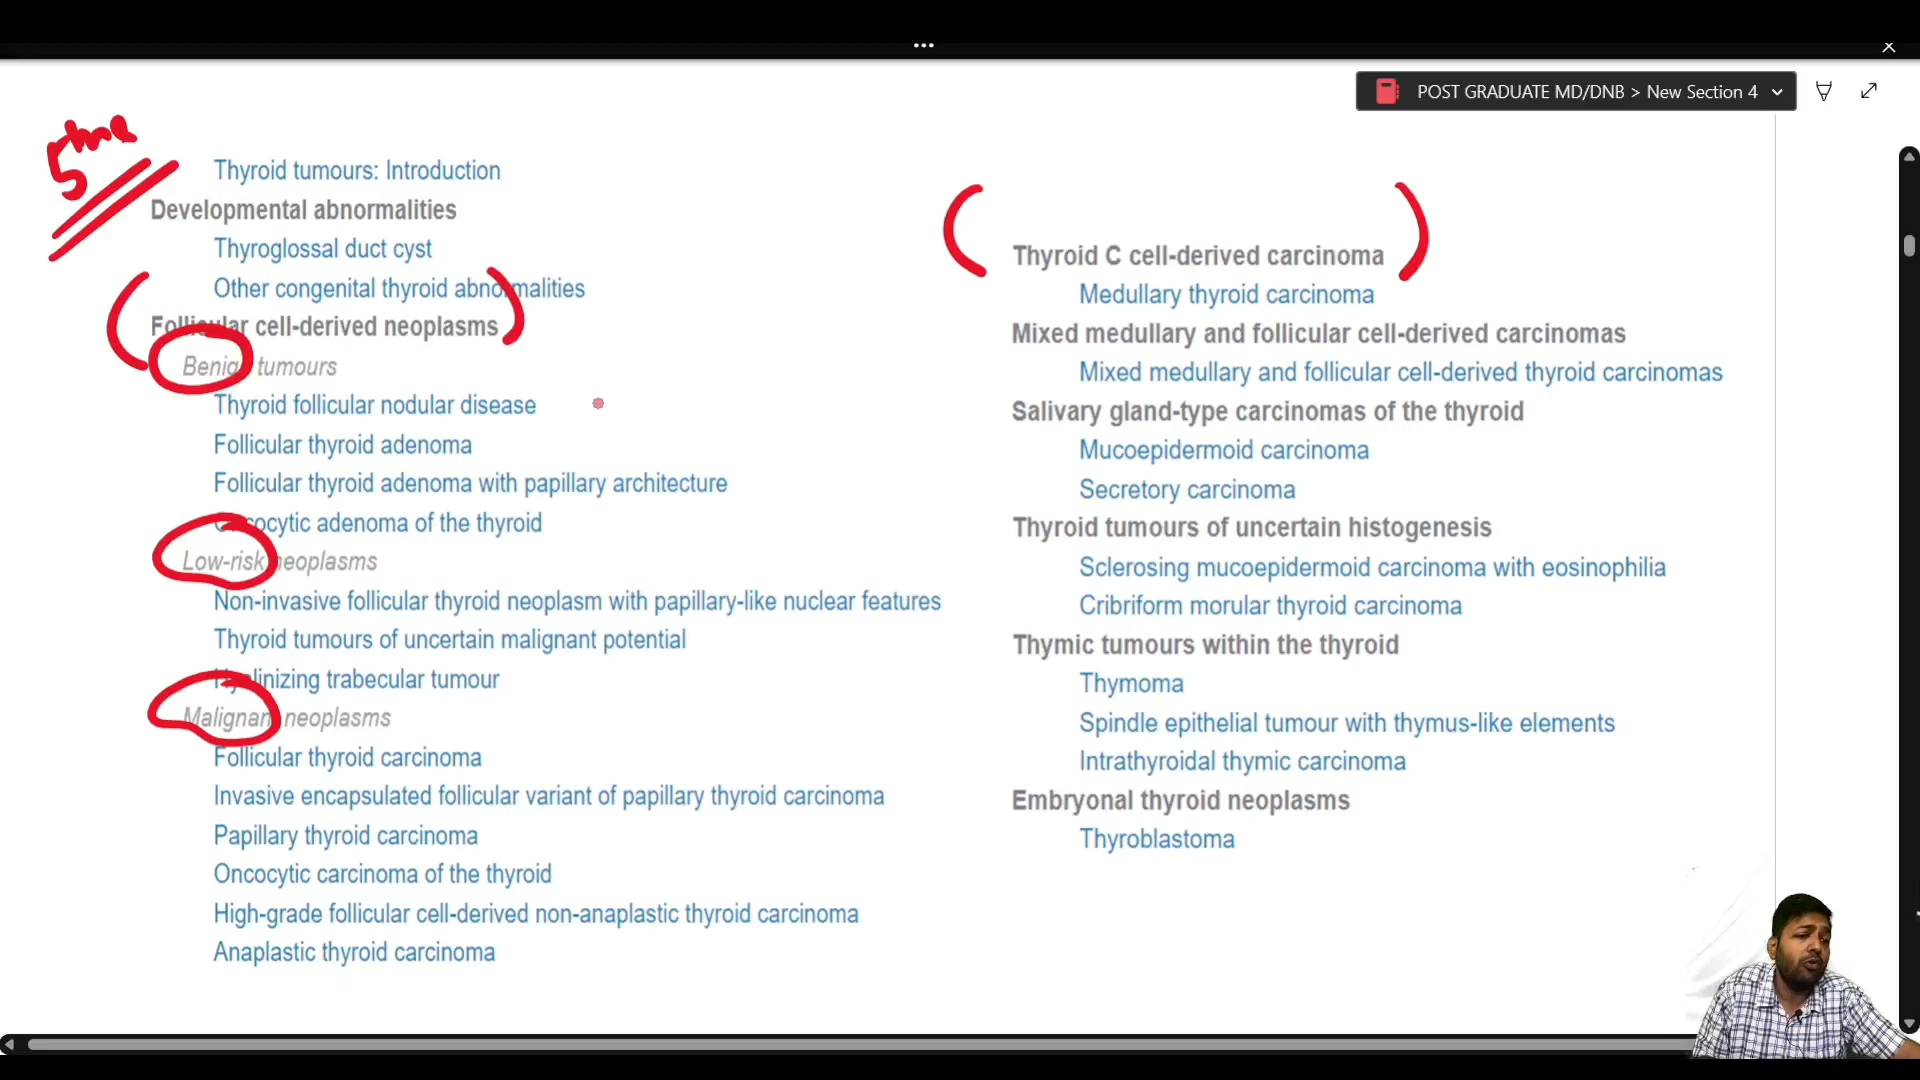 POST GRADUATE MD/DNB > New Section 4
5
Thyroid tumours: Introduction
Developmental abnormalities
Thyroglossal duct cyst
Other congenital thyroid abnormalities
Follicular cell-derived neoplasms
Benign tumours
Thyroid follicular nodular disease
Follicular thyroid adenoma
Follicular thyroid adenoma with papillary architecture
Oncocytic adenoma of the thyroid
Low-risk neoplasms
Non-invasive follicular thyroid neoplasm with papillary-like nuclear features
Thyroid tumours of uncertain malignant potential
Hyalinizing trabecular tumour
Malignant neoplasms
Follicular thyroid carcinoma
Invasive encapsulated follicular variant of papillary thyroid carcinoma
Papillary thyroid carcinoma
Oncocytic carcinoma of the thyroid
High-grade follicular cell-derived non-anaplastic thyroid carcinoma
Anaplastic thyroid carcinoma
Thyroid C cell-derived carcinoma
Medullary thyroid carcinoma
Mixed medullary and follicular cell-derived carcinomas
Mixed medullary and follicular cell-derived thyroid carcinomas
Salivary gland-type carcinomas of the thyroid
Mucoepidermoid carcinoma
Secretory carcinoma
Thyroid tumours of uncertain histogenesis
Sclerosing mucoepidermoid carcinoma with eosinophilia
Cribriform morular thyroid carcinoma
Thymic tumours within the thyroid
Thymoma
Spindle epithelial tumour with thymus-like elements
Intrathyroidal thymic carcinoma
Embryonal thyroid neoplasms
Thyroblastoma